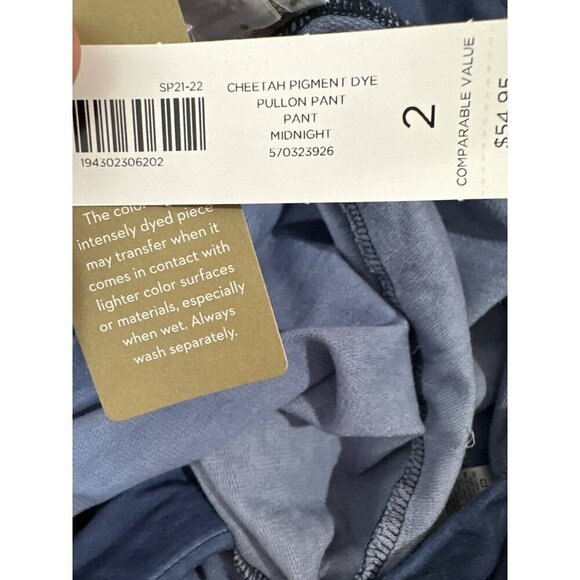 SP21-22
CHEETAH PIGMENT DYE
PULLON PANT
PANT
MIDNIGHT
570323926
194302306202
2
COMPARABLE VALUE
$54.95
The color
intensely dyed piece
may transfer when it
comes in contact with
lighter color surfaces
or materials, especially
when wet. Always
wash separately.